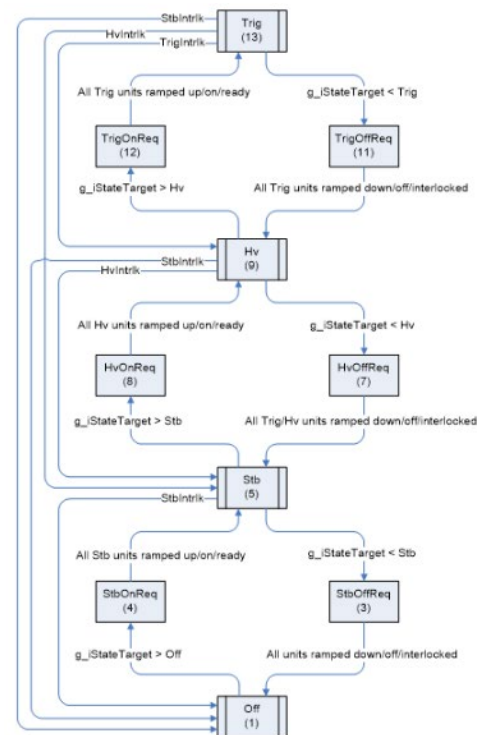 StbIntrlk
HvIntrlk
TrigIntrlk
Trig
(13)
All Trig units ramped up/on/ready
g_iStateTarget < Trig
TrigOnReq
(12)
TrigOffReq
(11)
g_iStateTarget > Hv
All Trig units ramped down/off/interlocked
Hv
(9)
StbIntrlk
HvIntrlk
All Hv units ramped up/on/ready
g_iStateTarget < Hv
HvOnReq
(8)
HvOffReq
(7)
g_iStateTarget > Stb
All Trig/Hv units ramped down/off/interlocked
Stb
(5)
StbIntrlk
All Stb units ramped up/on/ready
g_iStateTarget < Stb
StbOnReq
(4)
StbOffReq
(3)
g_iStateTarget > Off
All units ramped down/off/interlocked
Off
(1)